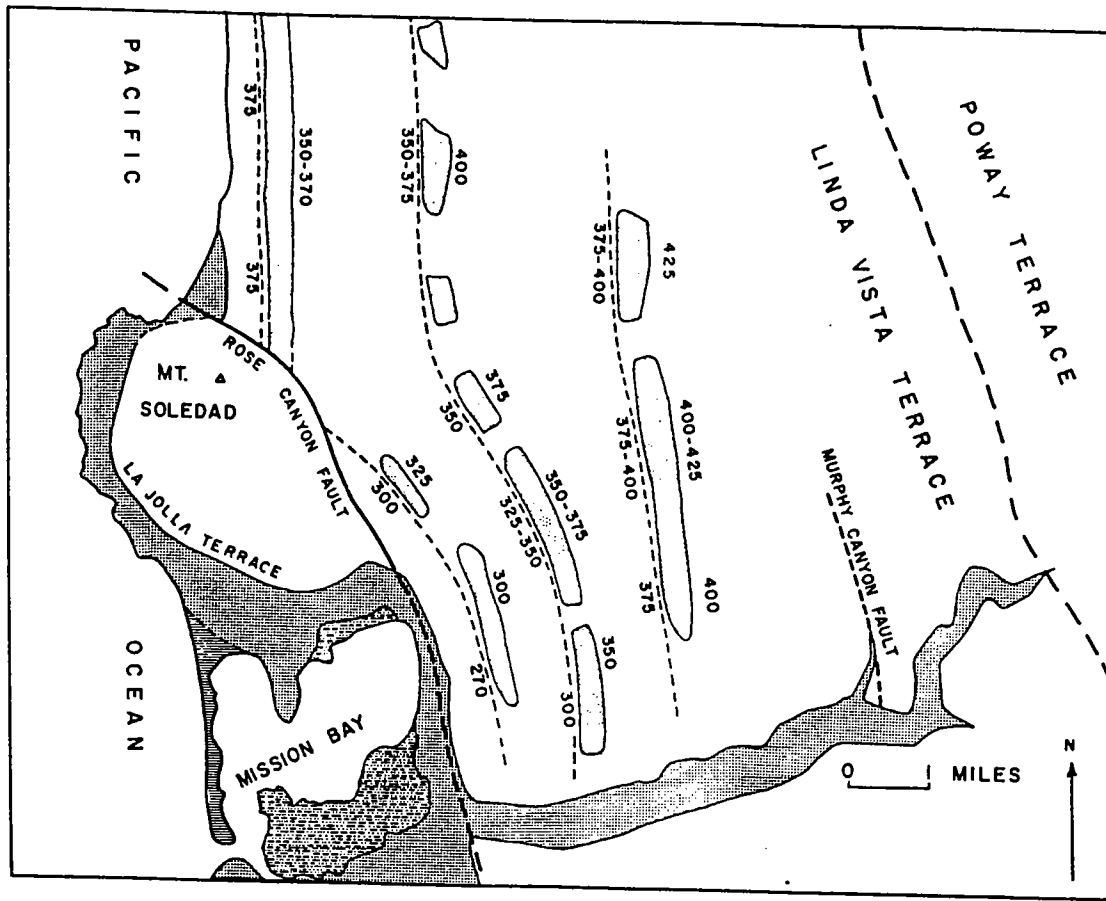 PACIFIC
OCEAN
375
375
350-370
350-375
400
375
350
350-375
325-350
350
300
325
300
300
270
425
375-400
400-425
375-400
400
375
LINDA VISTA TERRACE
POWAY TERRACE
MURPHY CANYON FAULT
ROSE CANYON FAULT
MT.
SOLEDAD
LA JOLLA TERRACE
MISSION BAY
N
0 1 MILES